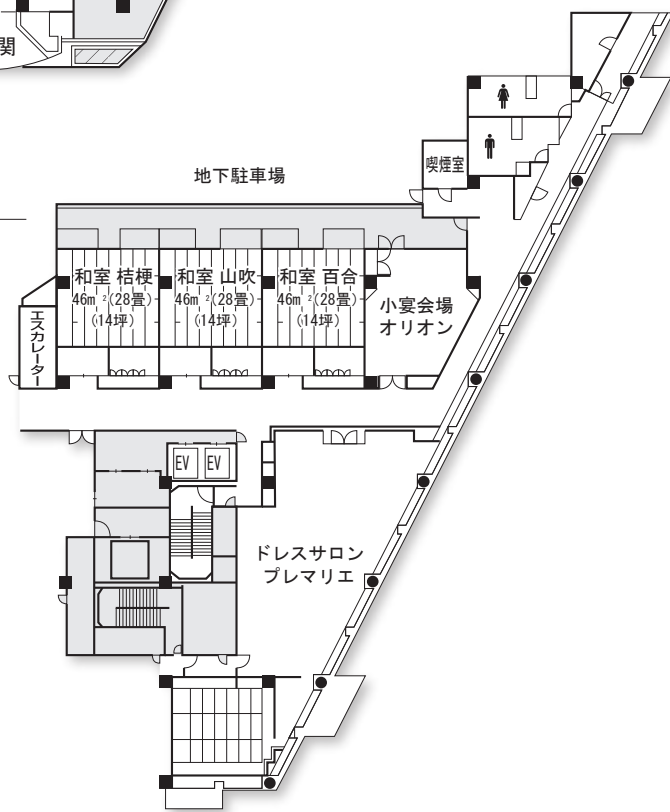 関
地下駐車場
喫煙室
和室 桔梗
46m²(28畳)
(14坪)
和室 山吹
46m²(28畳)
(14坪)
和室 百合
46m²(28畳)
(14坪)
小宴会場
オリオン
エスカレーター
EV
EV
ドレスサロン
プレマリエ